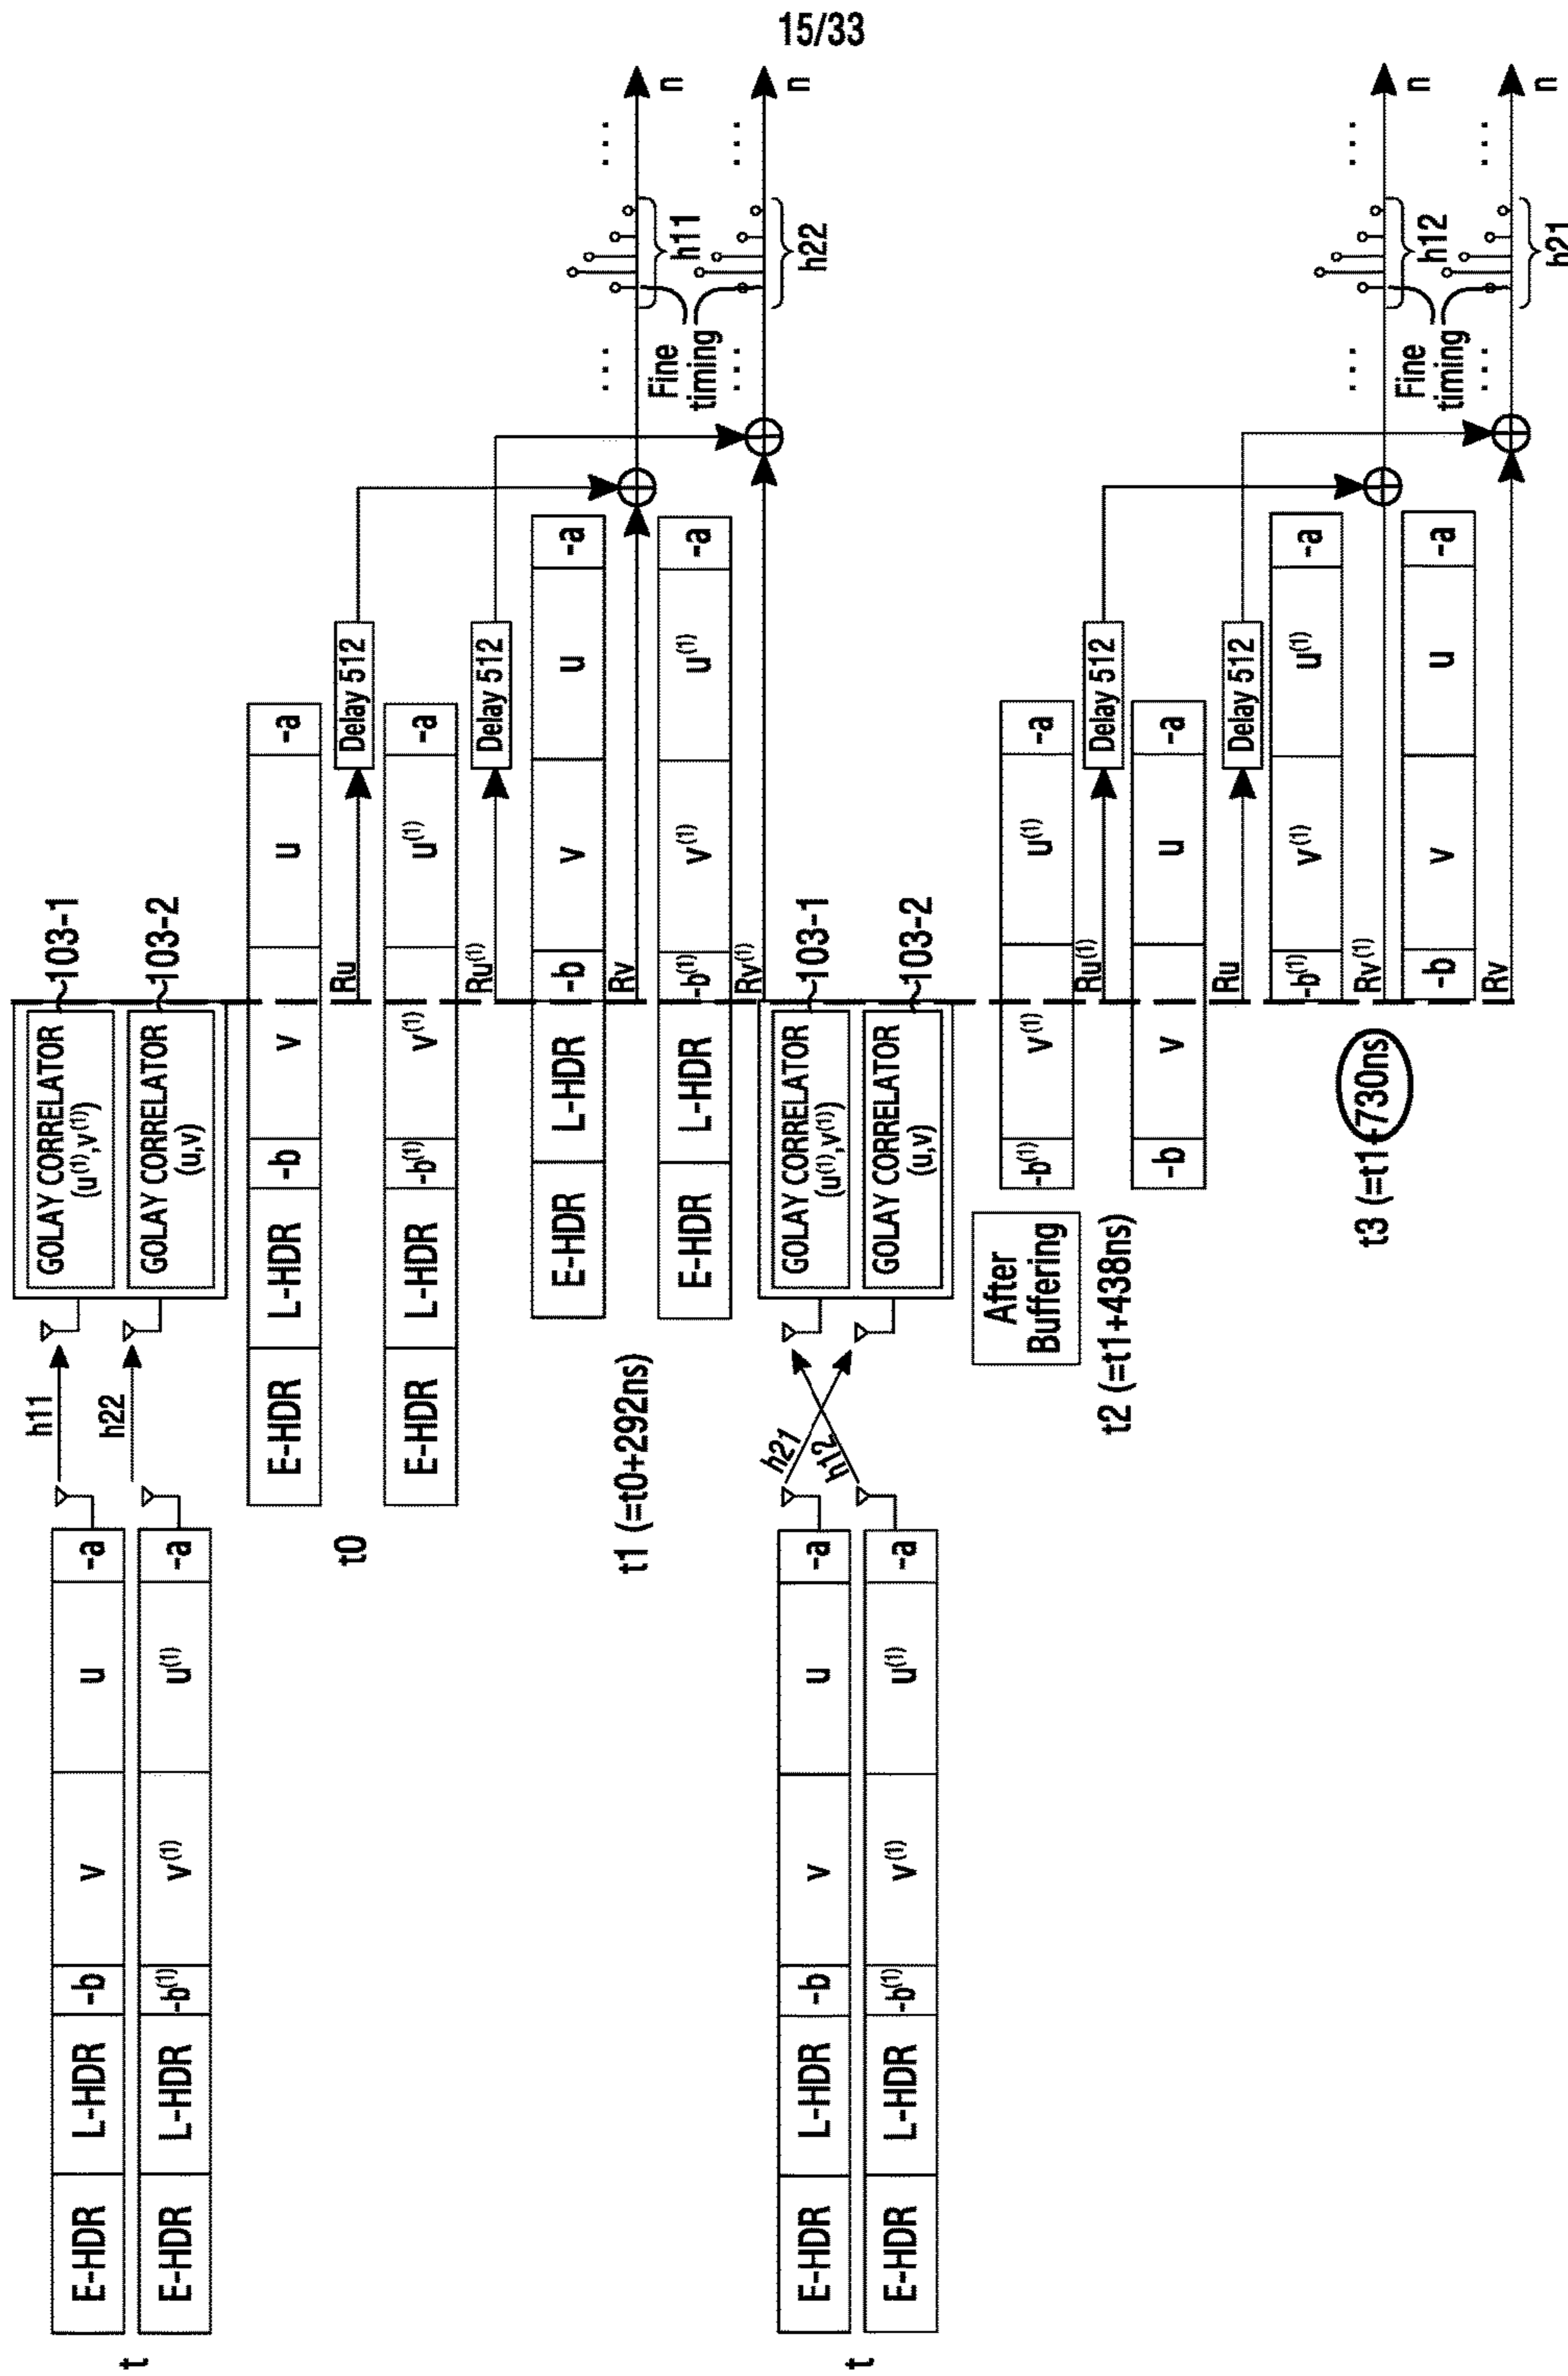 15/33
t
E-HDR L-HDR -b v u -a
E-HDR L-HDR -b(1) v(1) u(1) -a
h11
h22
GOLAY CORRELATOR
(u(1),v(1))
103-1
GOLAY CORRELATOR
(u,v)
103-2
t0
E-HDR L-HDR -b v u -a
Ru
Delay 512
E-HDR L-HDR -b(1) v(1) u(1) -a
Ru(1)
Delay 512
t1 (=t0+292ns)
E-HDR L-HDR -b v u -a
Rv
E-HDR L-HDR -b(1) v(1) u(1) -a
Rv(1)
...
...
n
Fine
timing
h11
...
...
n
h22
t
E-HDR L-HDR -b v u -a
E-HDR L-HDR -b(1) v(1) u(1) -a
h21
h12
GOLAY CORRELATOR
(u(1),v(1))
103-1
GOLAY CORRELATOR
(u,v)
103-2
After
Buffering
t2 (=t1+438ns)
-b(1) v(1) u(1) -a
Ru(1)
Delay 512
-b v u -a
Ru
Delay 512
t3 (=t1+730ns)
-b(1) v(1) u(1) -a
Rv(1)
-b v u -a
Rv
...
...
n
Fine
timing
h12
...
...
n
h21